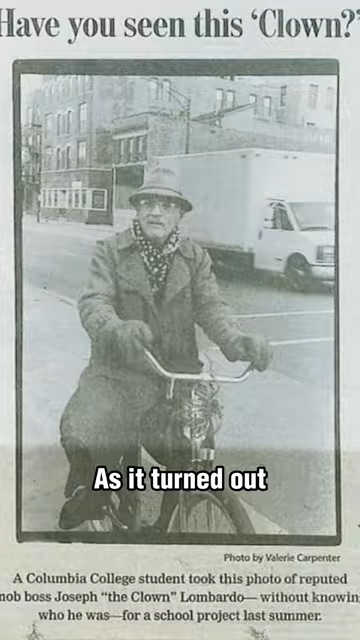 Have you seen this ‘Clown?’
As it turned out
Photo by Valerie Carpenter
A Columbia College student took this photo of reputed
mob boss Joseph “the Clown” Lombardo— without knowing
who he was—for a school project last summer.